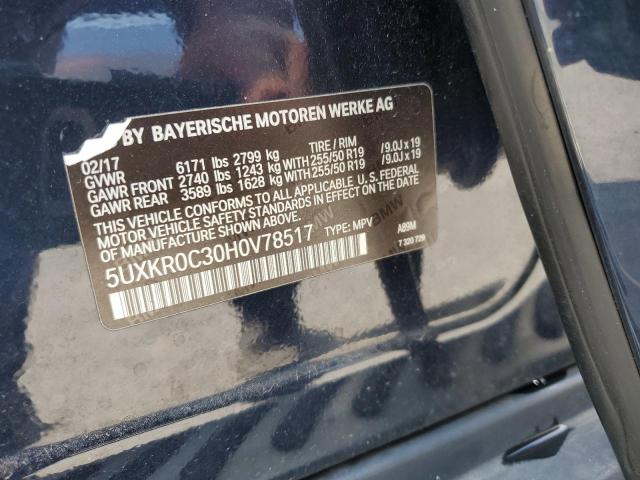 BY BAYERISCHE MOTOREN WERKE AG
02/17 TIRE / RIM
GVWR 6171 lbs 2799 kg
GAWR FRONT 2740 lbs 1243 kg WITH 255/50 R19 /9.0J x 19
GAWR REAR 3589 lbs 1628 kg WITH 255/50 R19 /9.0J x 19
THIS VEHICLE CONFORMS TO ALL APPLICABLE U.S. FEDERAL
MOTOR VEHICLE SAFETY STANDARDS IN EFFECT ON THE DATE
OF MANUFACTURE SHOWN ABOVE.
5UXKR0C30H0V78517 TYPE: MPV A89M
7 320 729